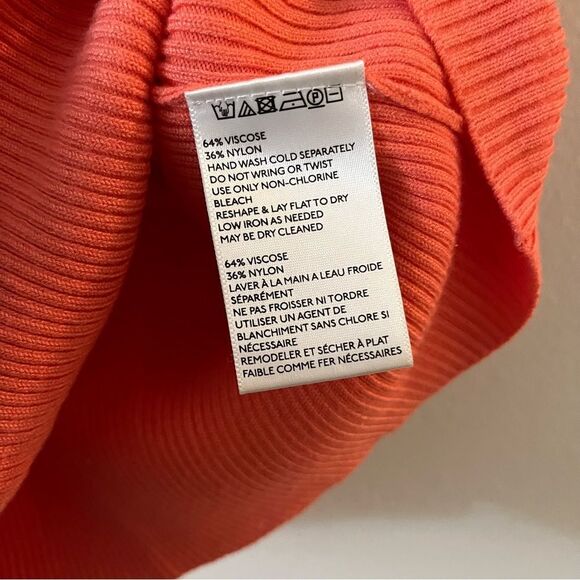 64% VISCOSE
36% NYLON
HAND WASH COLD SEPARATELY
DO NOT WRING OR TWIST
USE ONLY NON-CHLORINE
BLEACH
RESHAPE & LAY FLAT TO DRY
LOW IRON AS NEEDED
MAY BE DRY CLEANED
64% VISCOSE
36% NYLON
LAVER À LA MAIN A LEAU FROIDE
SÉPARÉMENT
NE PAS FROISSER NI TORDRE
UTILISER UN AGENT DE
BLANCHIMENT SANS CHLORE SI
NÉCESSAIRE
REMODELER ET SÉCHER À PLAT
FAIBLE COMME FER NÉCESSAIRES